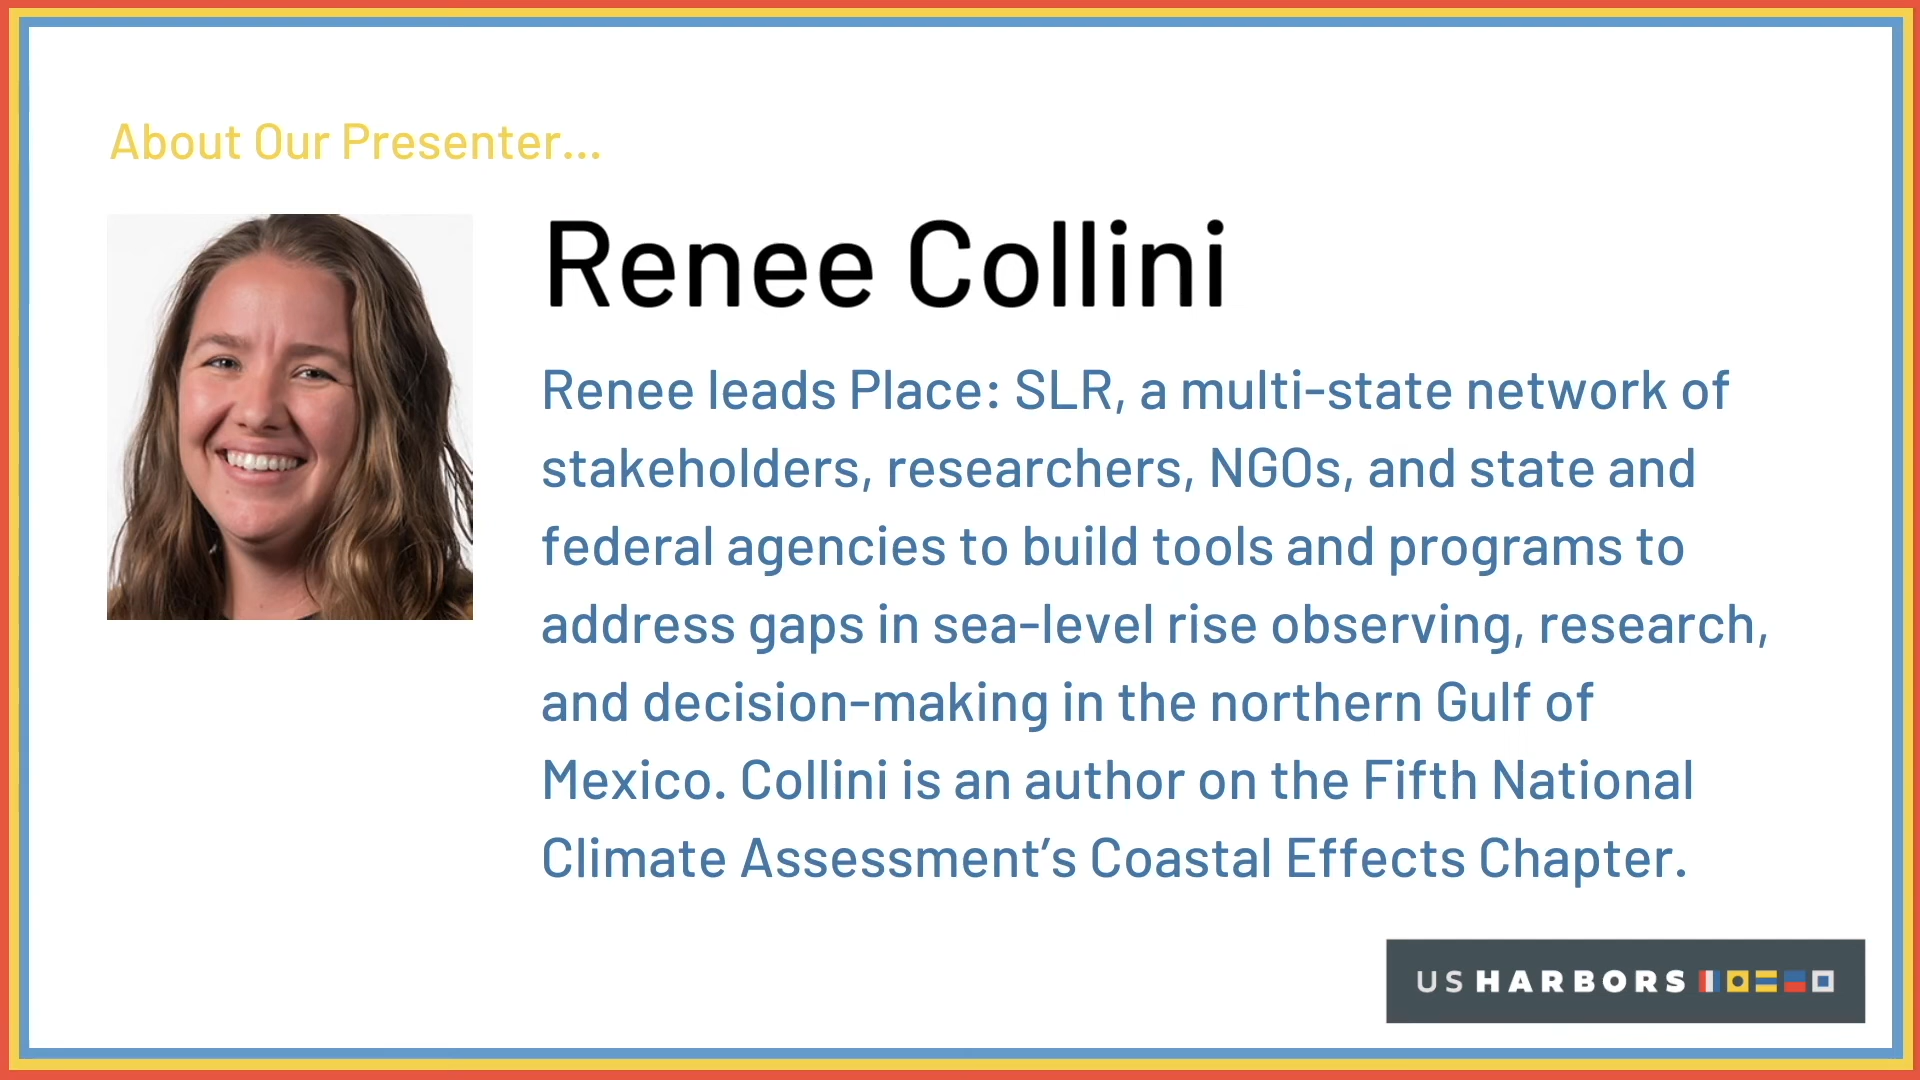 About Our Presenter...
Renee Collini
Renee leads Place: SLR, a multi-state network of
stakeholders, researchers, NGOs, and state and
federal agencies to build tools and programs to
address gaps in sea-level rise observing, research,
and decision-making in the northern Gulf of
Mexico. Collini is an author on the Fifth National
Climate Assessment’s Coastal Effects Chapter.
US HARBORS